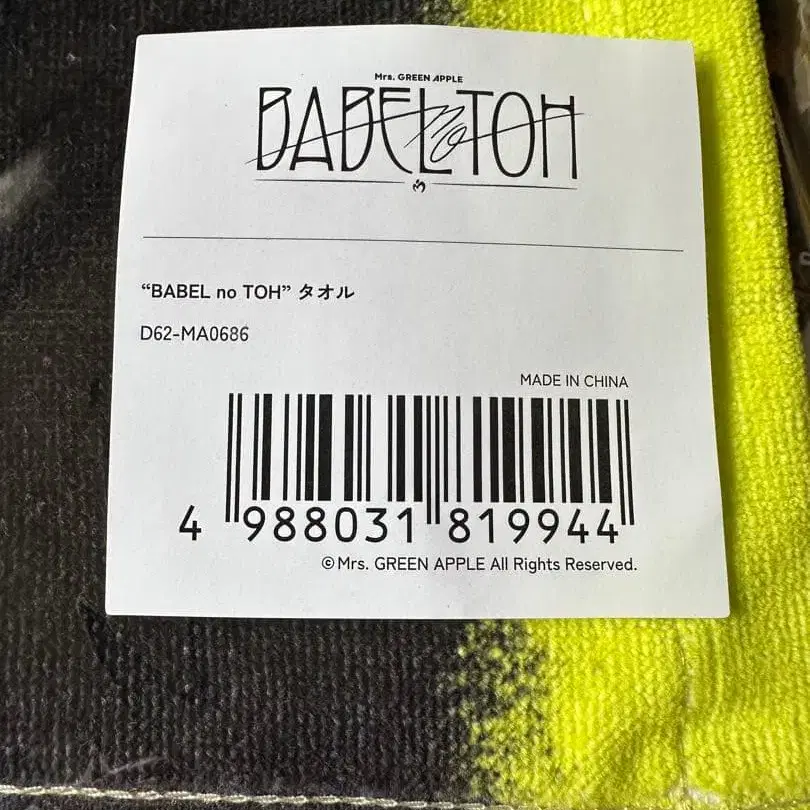 Mrs. GREEN APPLE
BABEL no TOH
“BABEL no TOH” タオル
D62-MA0686
MADE IN CHINA
4 988031 819944
©Mrs. GREEN APPLE All Rights Reserved.